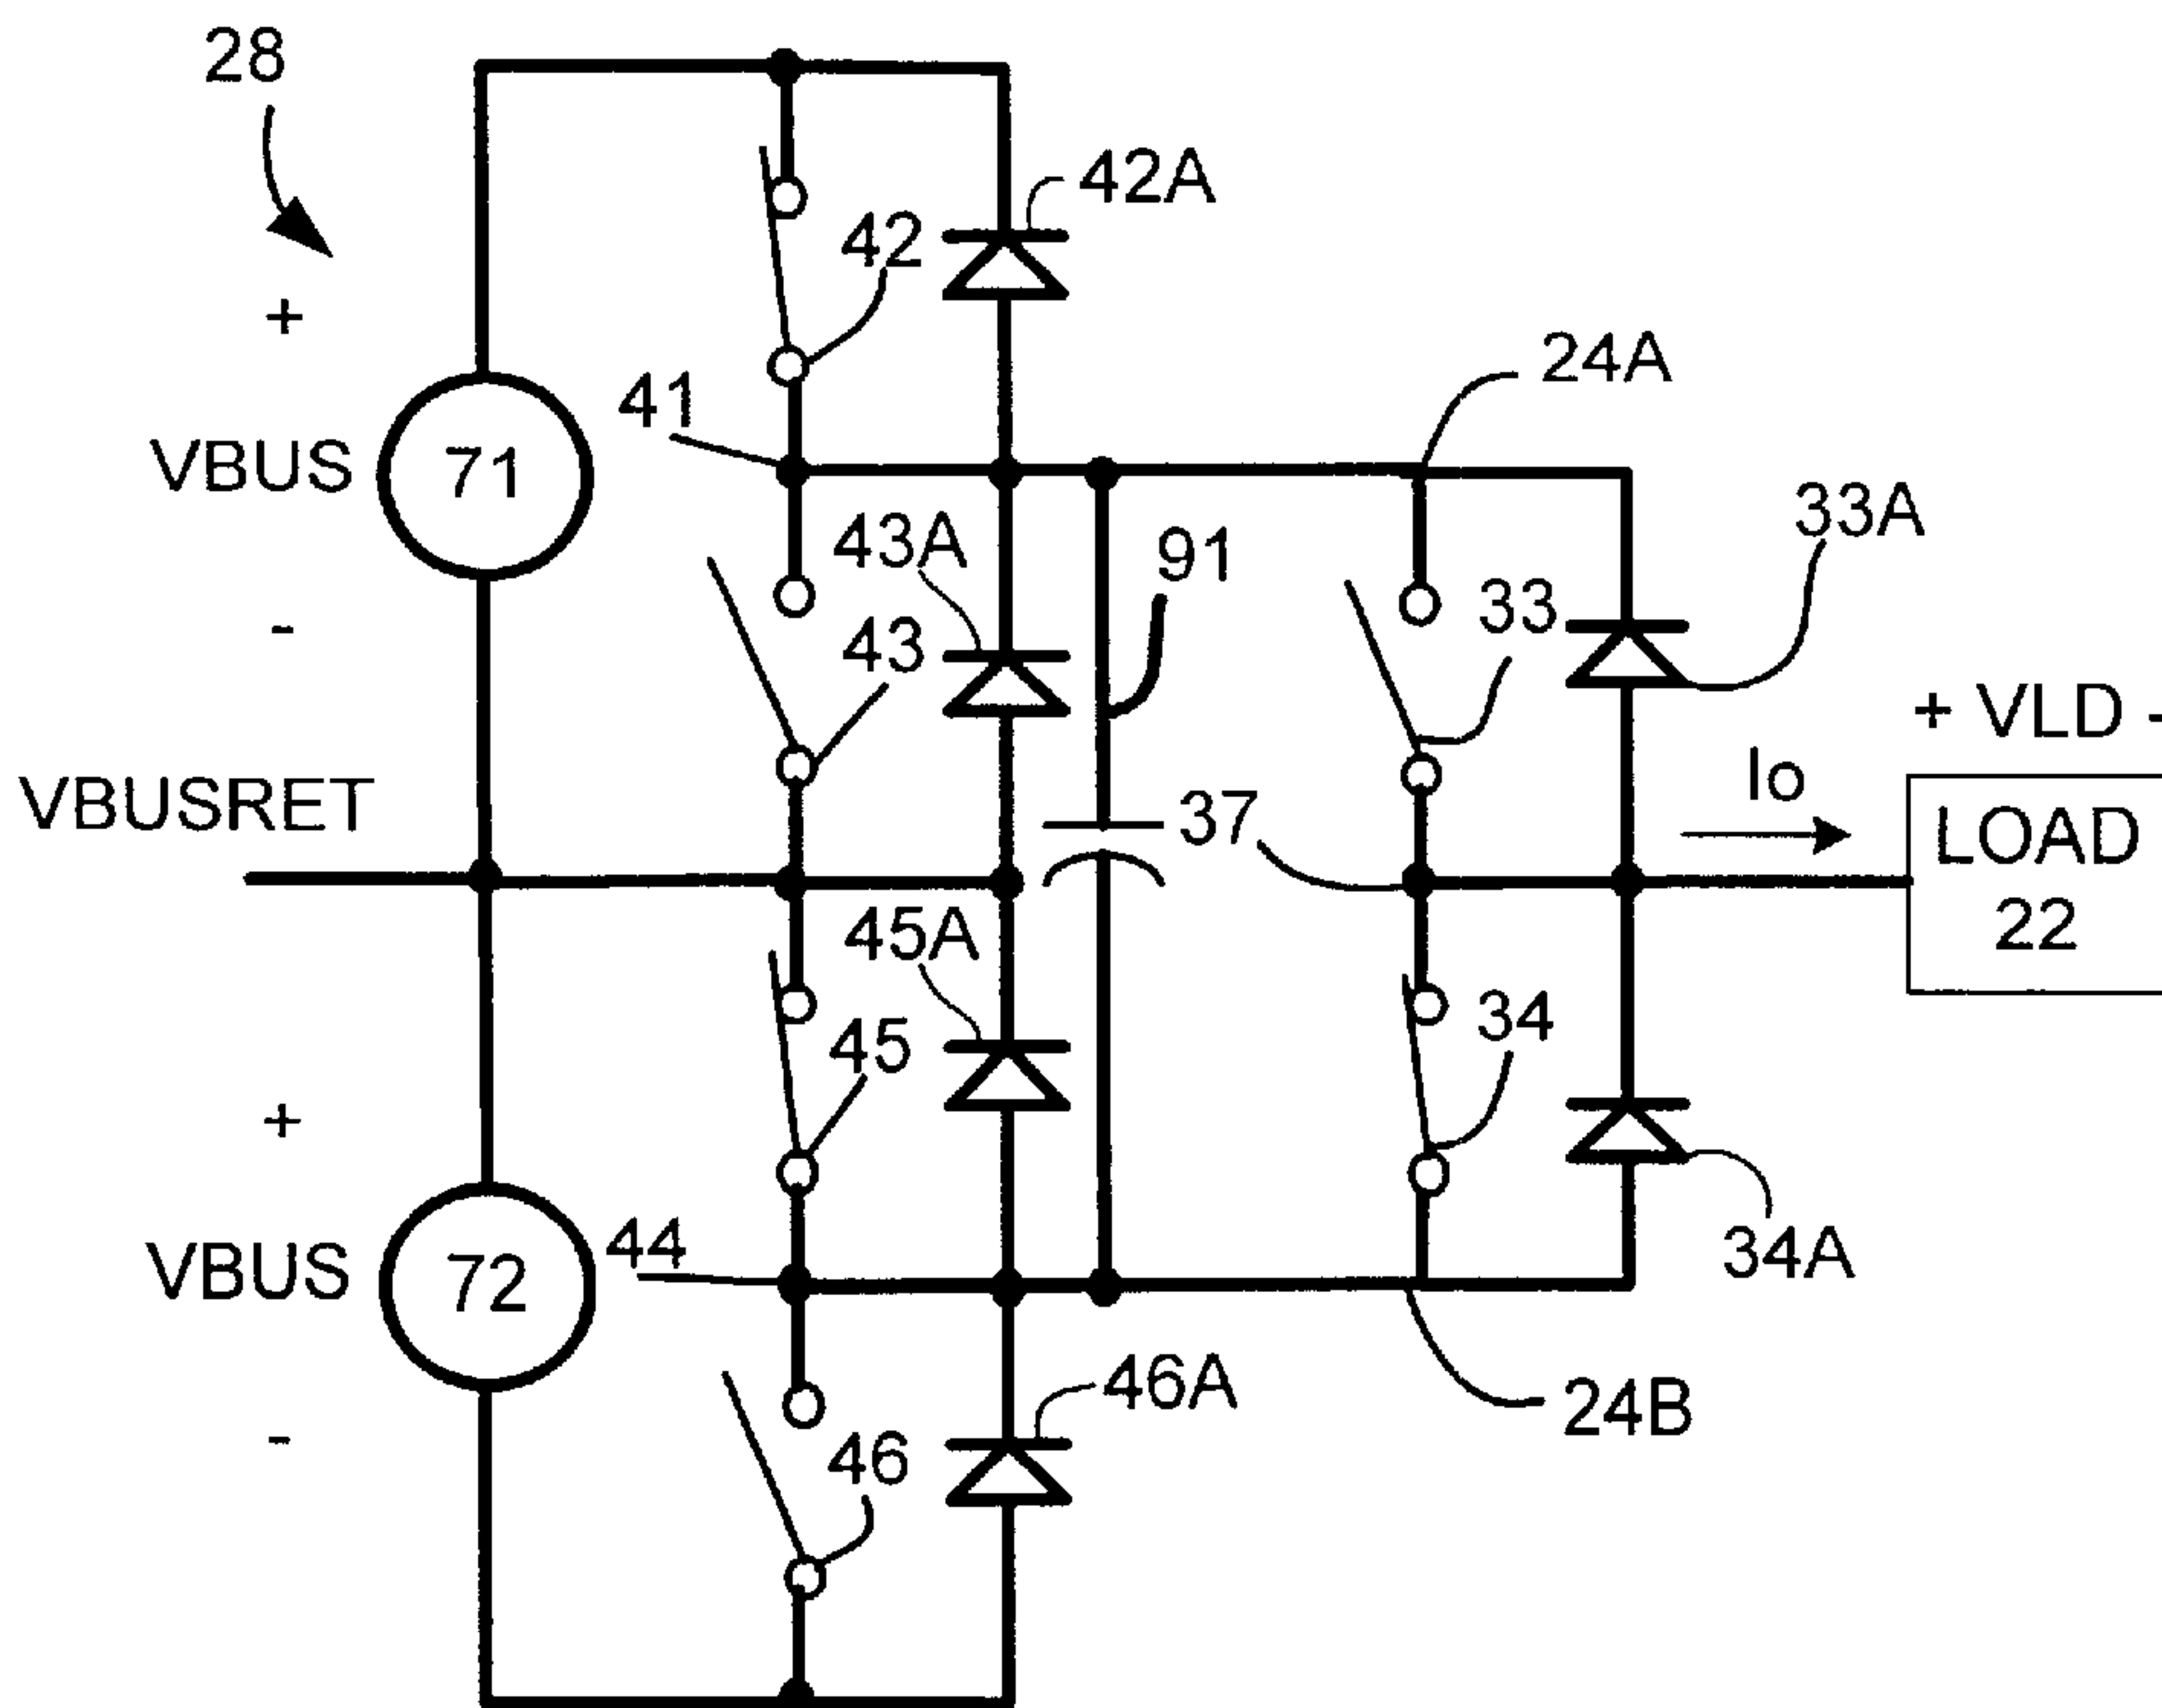 28
42A
42
+
24A
41
VBUS
71
33A
43A
91
33
43
-
+ VLD -
Io
VBUSRET
37
LOAD
22
45A
34
45
+
44
34A
VBUS
72
46A
24B
-
46